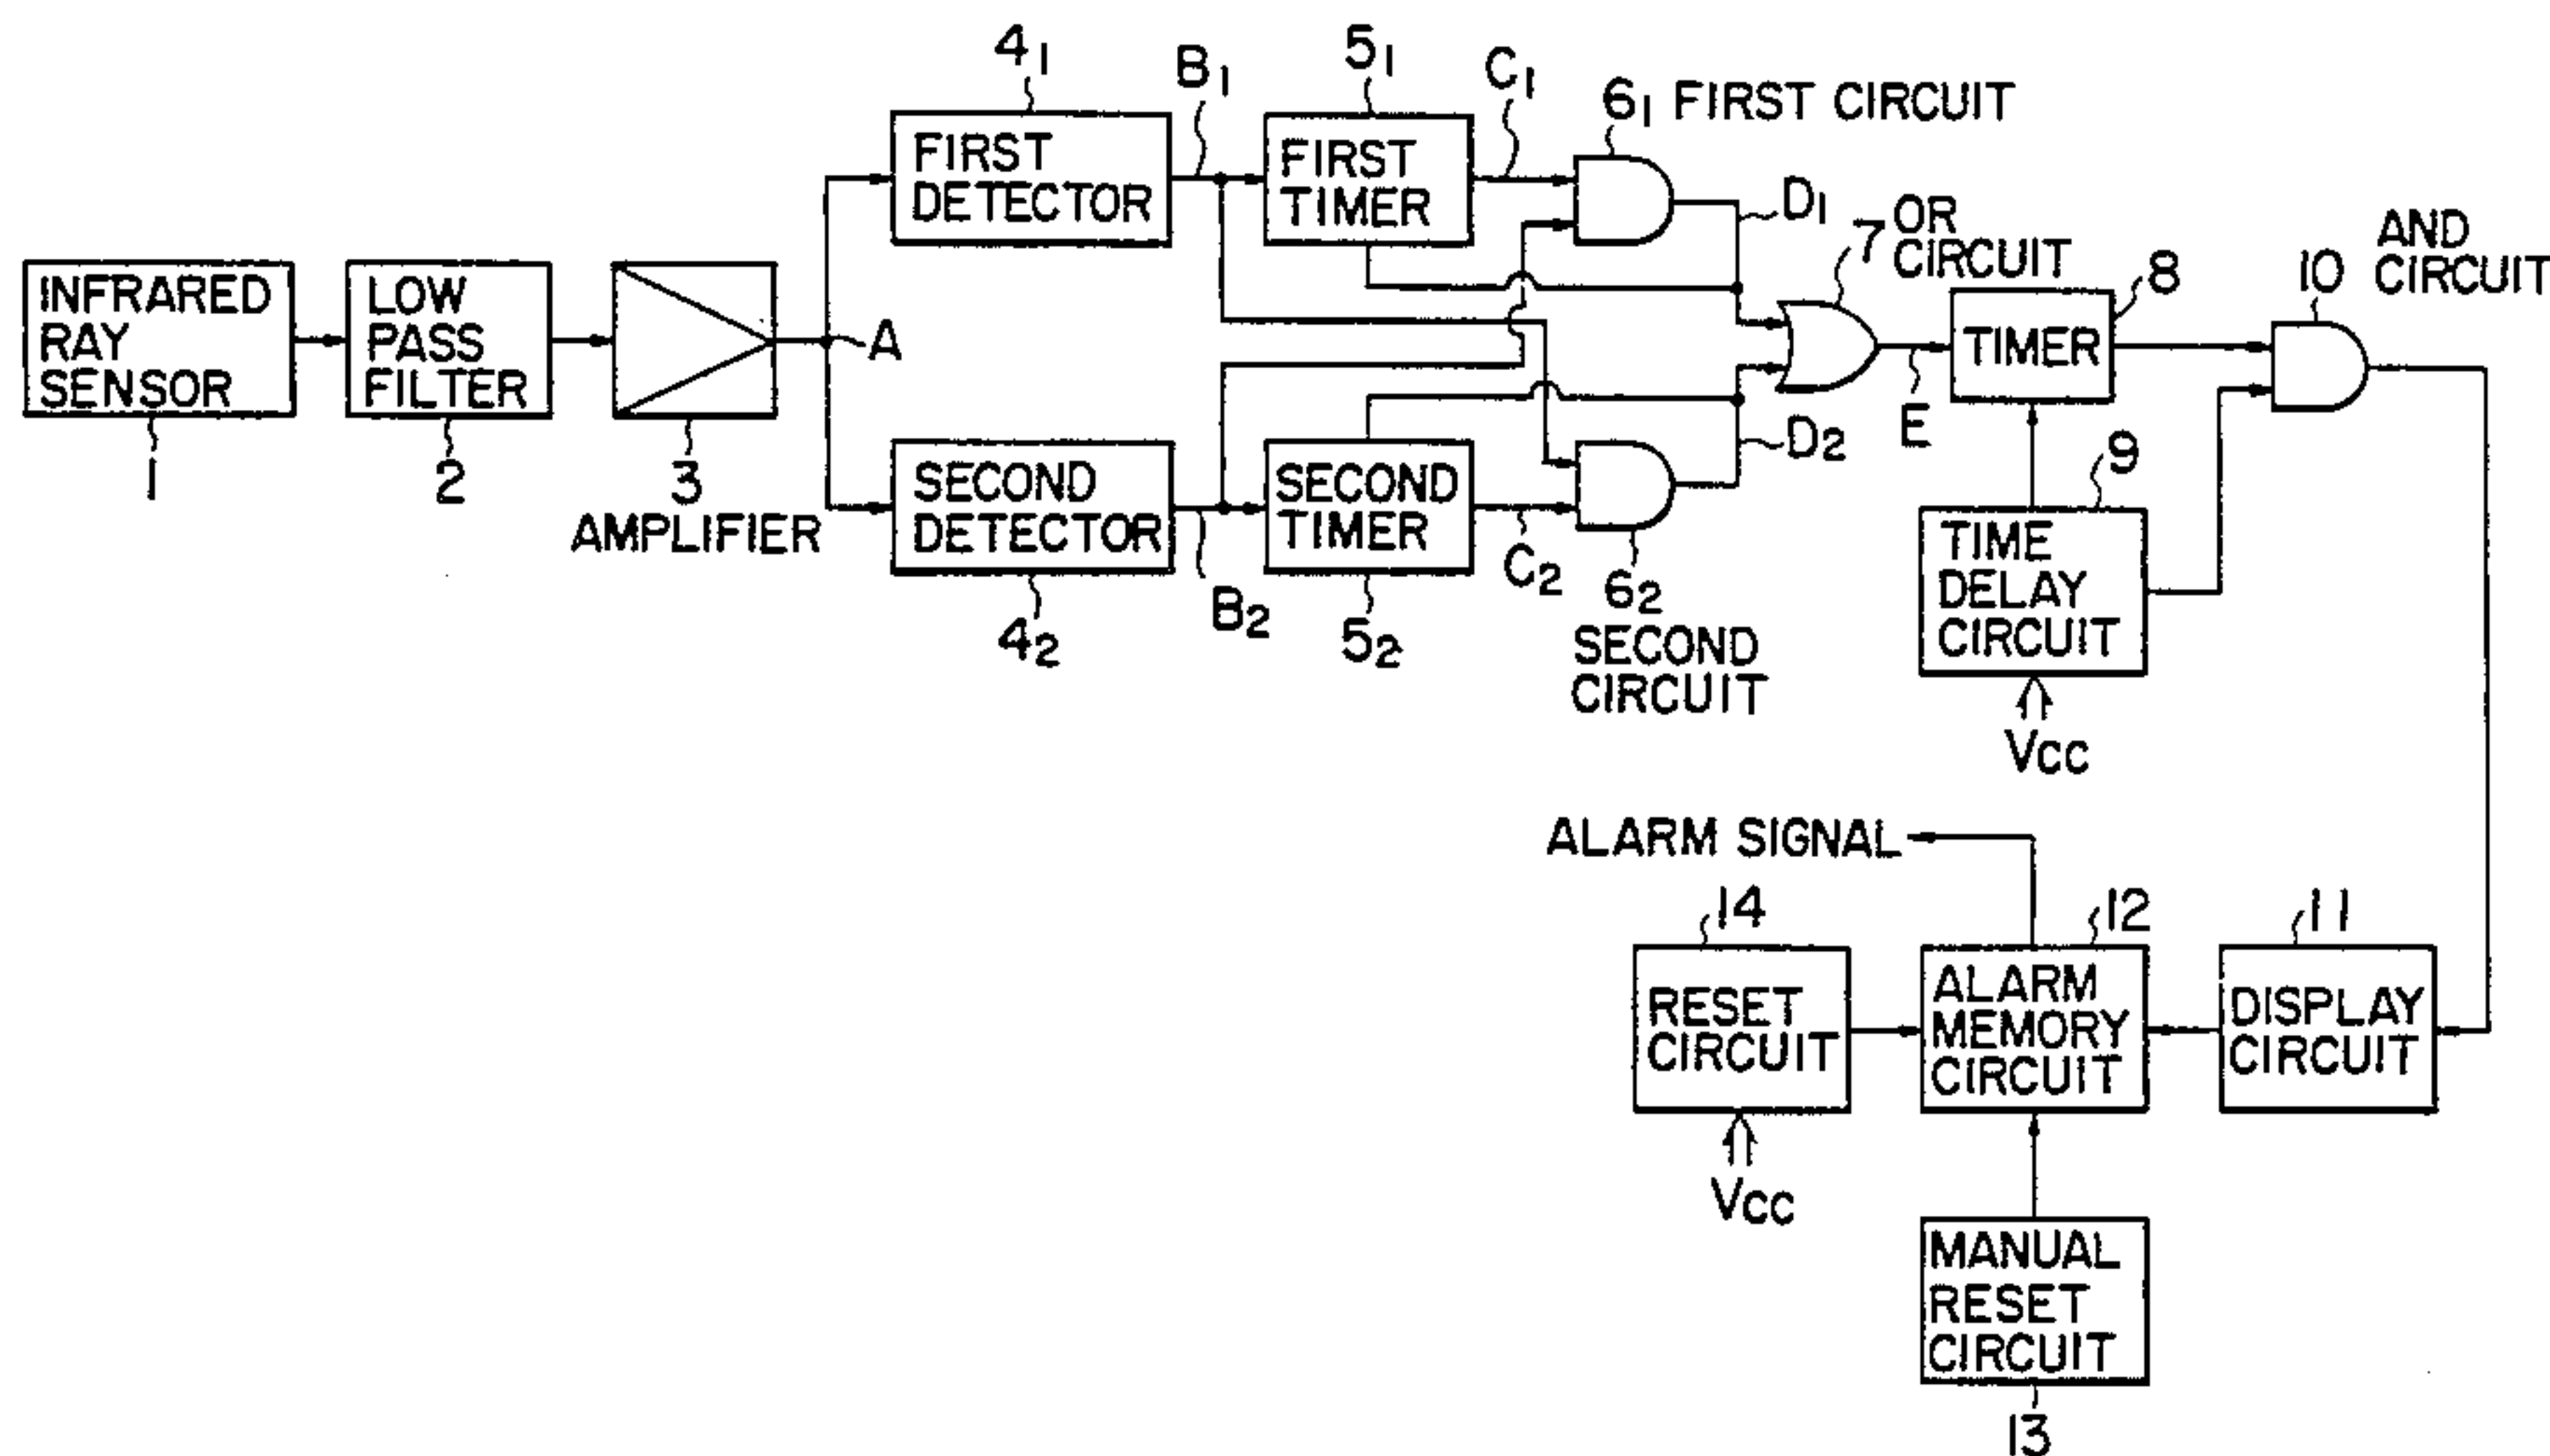 4₁
B₁
5₁
C₁
6₁ FIRST CIRCUIT
FIRST
DETECTOR
FIRST
TIMER
D₁
7 OR
CIRCUIT
8
10
AND
CIRCUIT
INFRARED
RAY
SENSOR
LOW
PASS
FILTER
A
TIMER
E
1
2
3
AMPLIFIER
SECOND
DETECTOR
SECOND
TIMER
D₂
9
B₂
C₂
4₂
5₂
6₂
SECOND
CIRCUIT
TIME
DELAY
CIRCUIT
Vcc
ALARM SIGNAL
14
12
11
RESET
CIRCUIT
ALARM
MEMORY
CIRCUIT
DISPLAY
CIRCUIT
Vcc
MANUAL
RESET
CIRCUIT
13